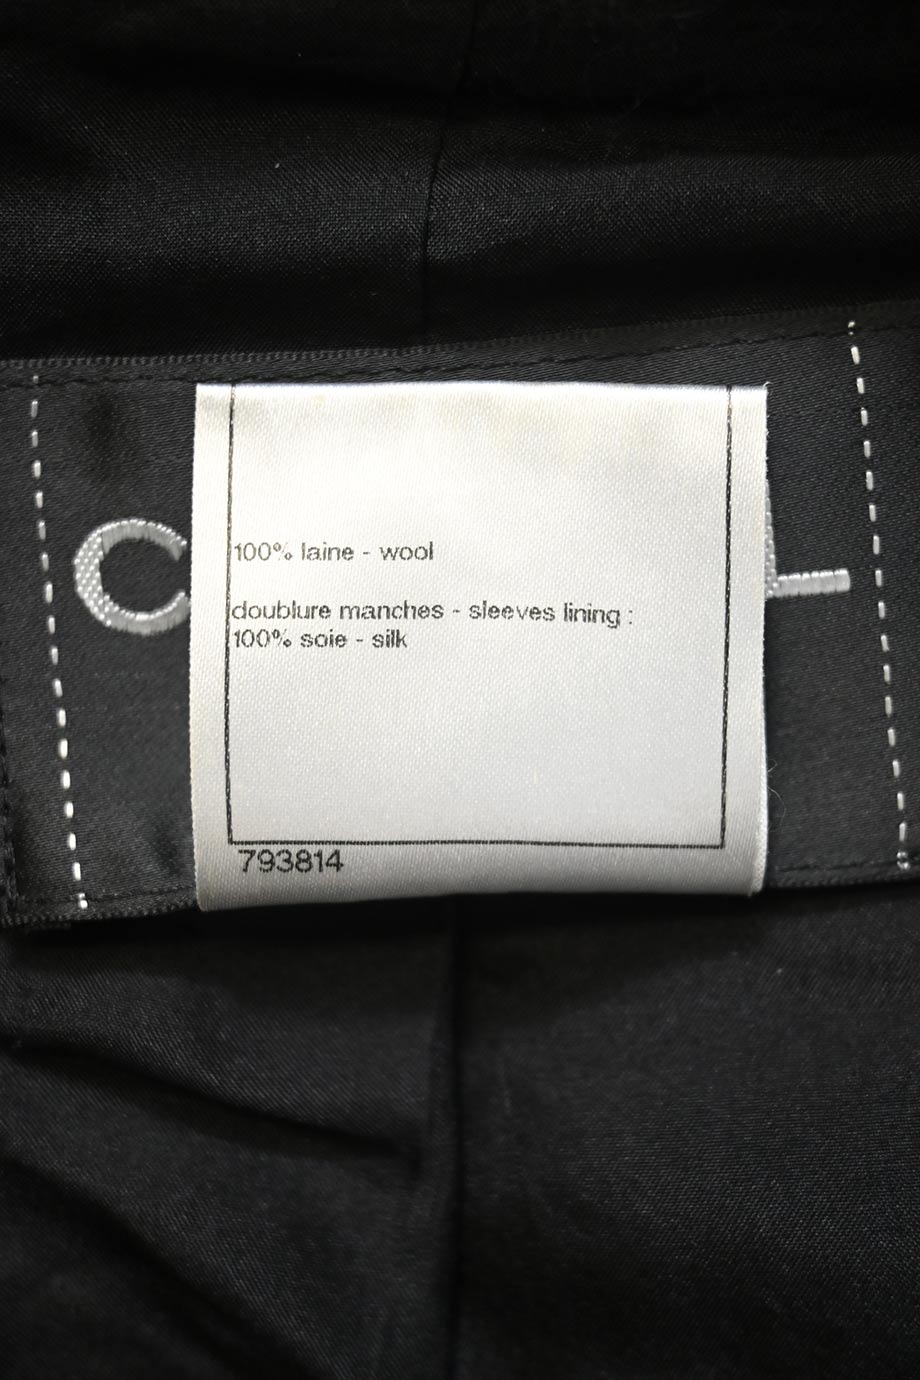 C
L
100% laine - wool
doublure manches - sleeves lining :
100% soie - silk
793814